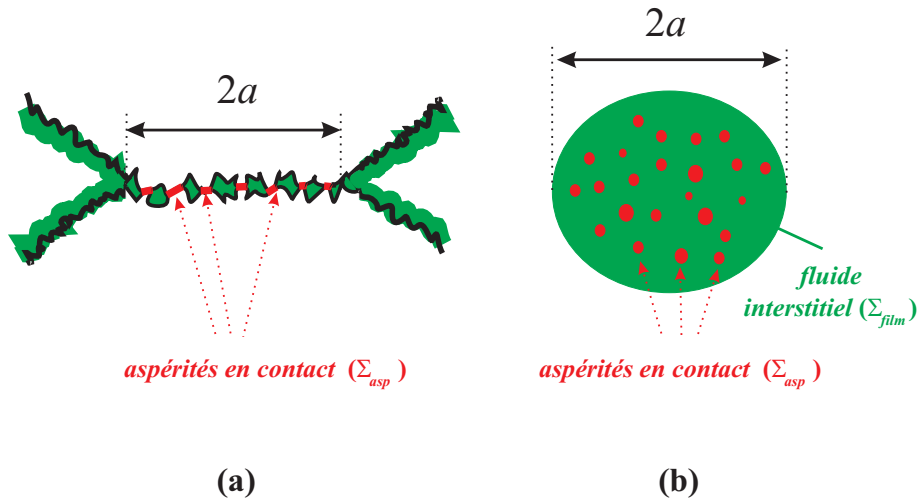 2a
2a
fluide
interstitiel (Σfilm)
aspérités en contact (Σasp )
aspérités en contact (Σasp )
(a)
(b)